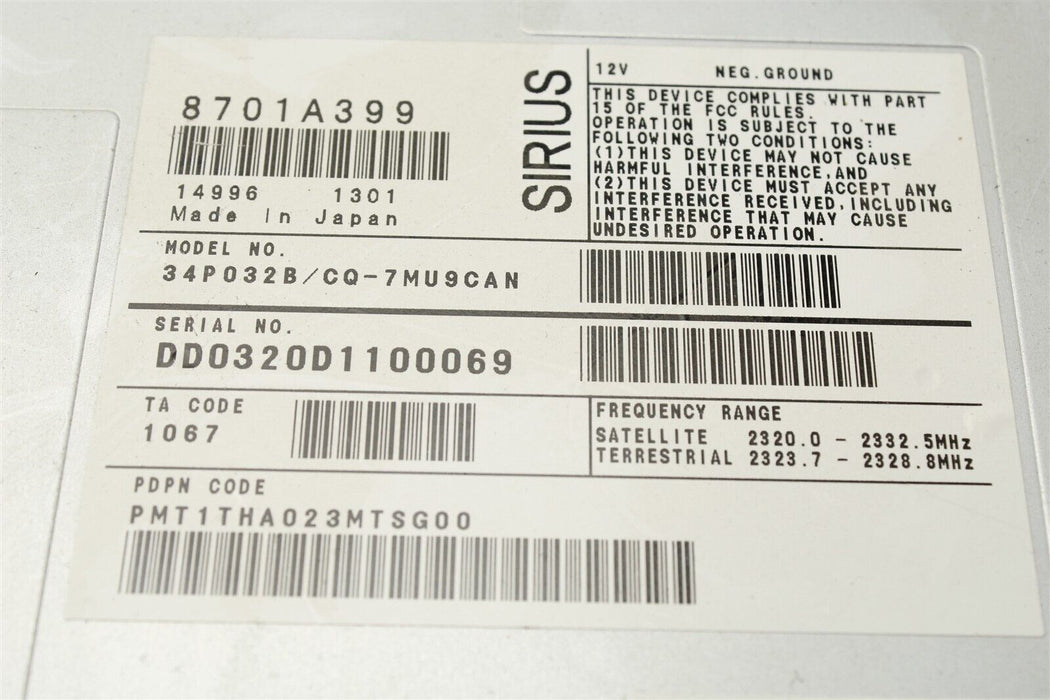 8701A399
14996 1301
Made In Japan
SIRIUS
12V NEG.GROUND
THIS DEVICE COMPLIES WITH PART
15 OF THE FCC RULES.
OPERATION IS SUBJECT TO THE
FOLLOWING TWO CONDITIONS:
(1)THIS DEVICE MAY NOT CAUSE
HARMFUL INTERFERENCE,AND
(2)THIS DEVICE MUST ACCEPT ANY
INTERFERENCE RECEIVED,INCLUDING
INTERFERENCE THAT MAY CAUSE
UNDESIRED OPERATION.
MODEL NO.
34P032B/CQ-7MU9CAN
SERIAL NO.
DD0320D1100069
TA CODE
1067
FREQUENCY RANGE
SATELLITE 2320.0 - 2332.5MHz
TERRESTRIAL 2323.7 - 2328.8MHz
PDPN CODE
PMT1THA023MTSG00